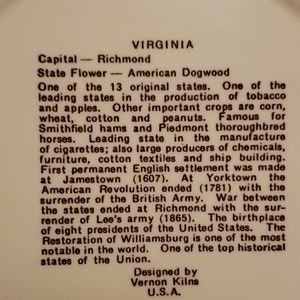 VIRGINIA
Capital — Richmond
State Flower — American Dogwood
One of the 13 original states. One of the
leading states in the production of tobacco
and apples. Other important crops are corn,
wheat, cotton and peanuts. Famous for
Smithfield hams and Piedmont thoroughbred
horses. Leading state in the manufacture
of cigarettes; also large producers of chemicals,
furniture, cotton textiles and ship building.
First permanent English settlement was made
at Jamestown (1607). At Yorktown the
American Revolution ended (1781) with the
surrender of the British Army. War between
the states ended at Richmond with the sur-
render of Lee's army (1865). The birthplace
of eight presidents of the United States. The
Restoration of Williamsburg is one of the most
notable in the world. One of the top historical
states of the Union.
Designed by
Vernon Kilns
U.S.A.